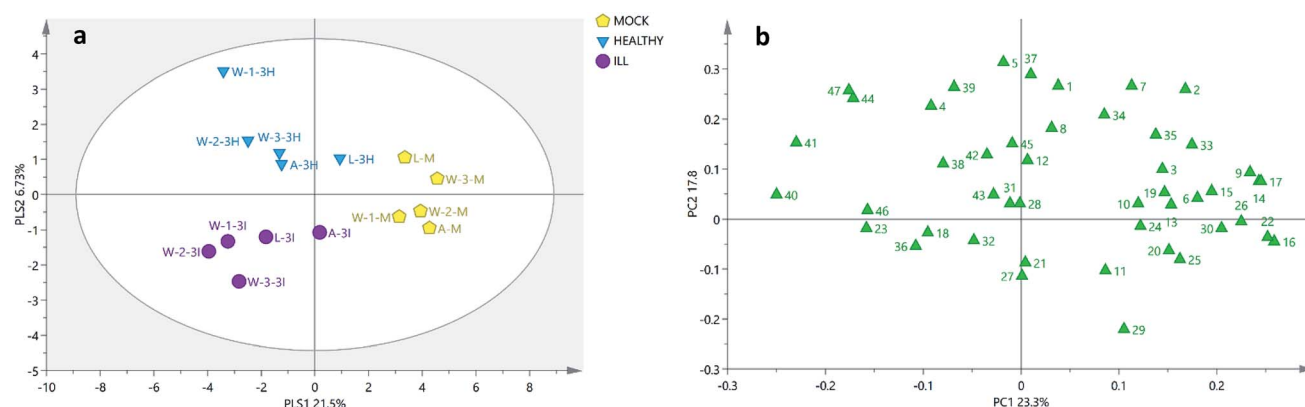 a
MOCK
HEALTHY
ILL
5
4
3
2
1
0
-1
-2
-3
-4
-5
PLS2 6.73%
W-1-3H
W-2-3H
W-3-3H
A-3H
L-3H
L-M
W-3-M
W-1-M
W-2-M
A-M
W-1-3I
W-2-3I
L-3I
A-3I
W-3-3I
-10 -8 -6 -4 -2 0 2 4 6 8 10
PLS1 21.5%
b
0.3
0.2
0.1
0
-0.1
-0.2
-0.3
PC2 17.8
5 37
47 44 39 1 7 2
4 34
8 35
41 45 33
42 12
38 3 9 17
40 43 31 28 19 10 13 6 15 14
46 26
23 18 24 30 22
36 32 20 16
21 25
27 11
29
-0.3 -0.2 -0.1 0 0.1 0.2
PC1 23.3%